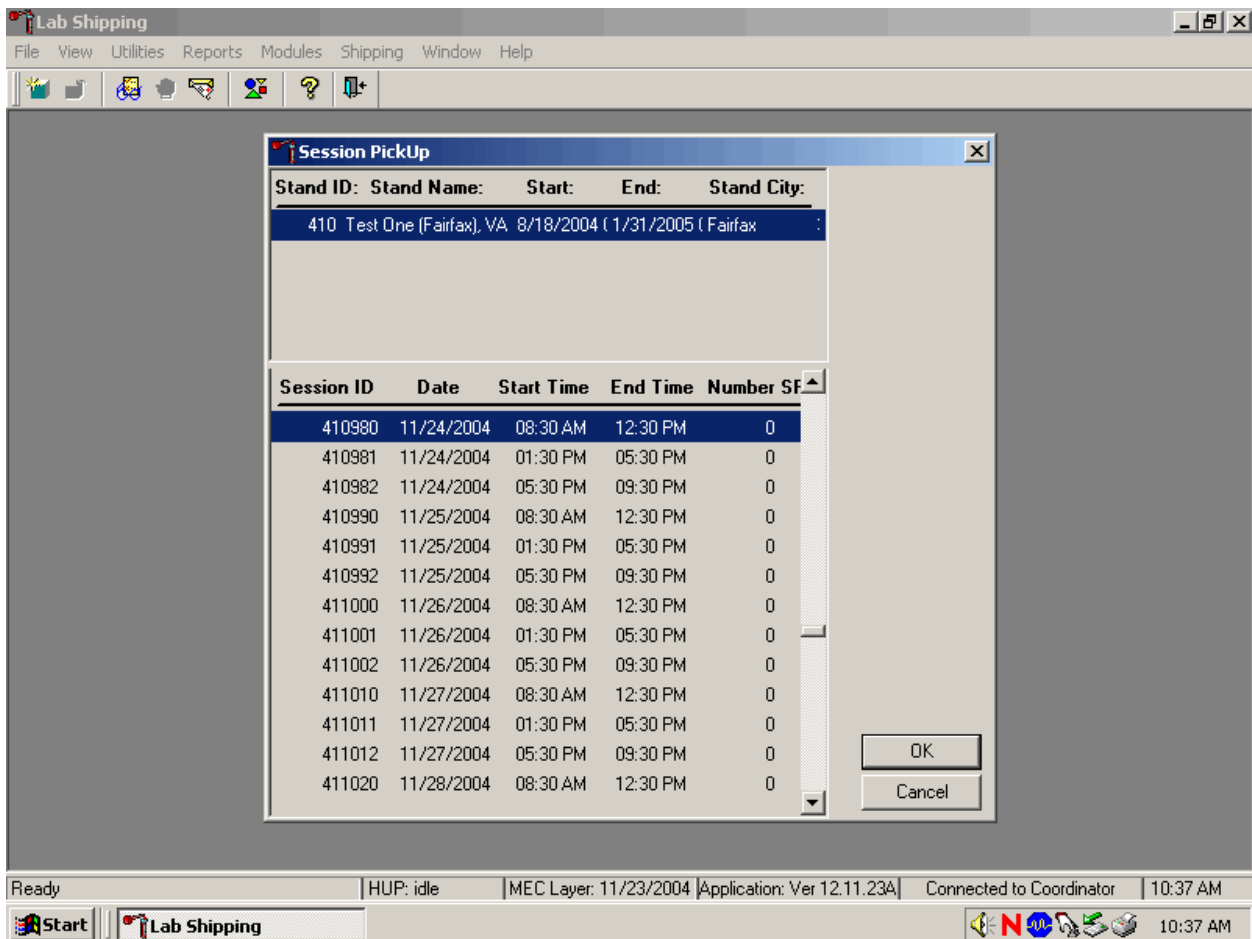 Lab Shipping
File View Utilities Reports Modules Shipping Window Help
Session PickUp
Stand ID: Stand Name: Start: End: Stand City:
410 Test One (Fairfax), VA 8/18/2004 ( 1/31/2005 ( Fairfax
Session ID Date Start Time End Time Number SF
410980 11/24/2004 08:30 AM 12:30 PM 0
410981 11/24/2004 01:30 PM 05:30 PM 0
410982 11/24/2004 05:30 PM 09:30 PM 0
410990 11/25/2004 08:30 AM 12:30 PM 0
410991 11/25/2004 01:30 PM 05:30 PM 0
410992 11/25/2004 05:30 PM 09:30 PM 0
411000 11/26/2004 08:30 AM 12:30 PM 0
411001 11/26/2004 01:30 PM 05:30 PM 0
411002 11/26/2004 05:30 PM 09:30 PM 0
411010 11/27/2004 08:30 AM 12:30 PM 0
411011 11/27/2004 01:30 PM 05:30 PM 0
411012 11/27/2004 05:30 PM 09:30 PM 0
411020 11/28/2004 08:30 AM 12:30 PM 0
OK
Cancel
Ready HUP: idle MEC Layer: 11/23/2004 Application: Ver 12.11.23A Connected to Coordinator 10:37 AM
Start Lab Shipping N 10:37 AM